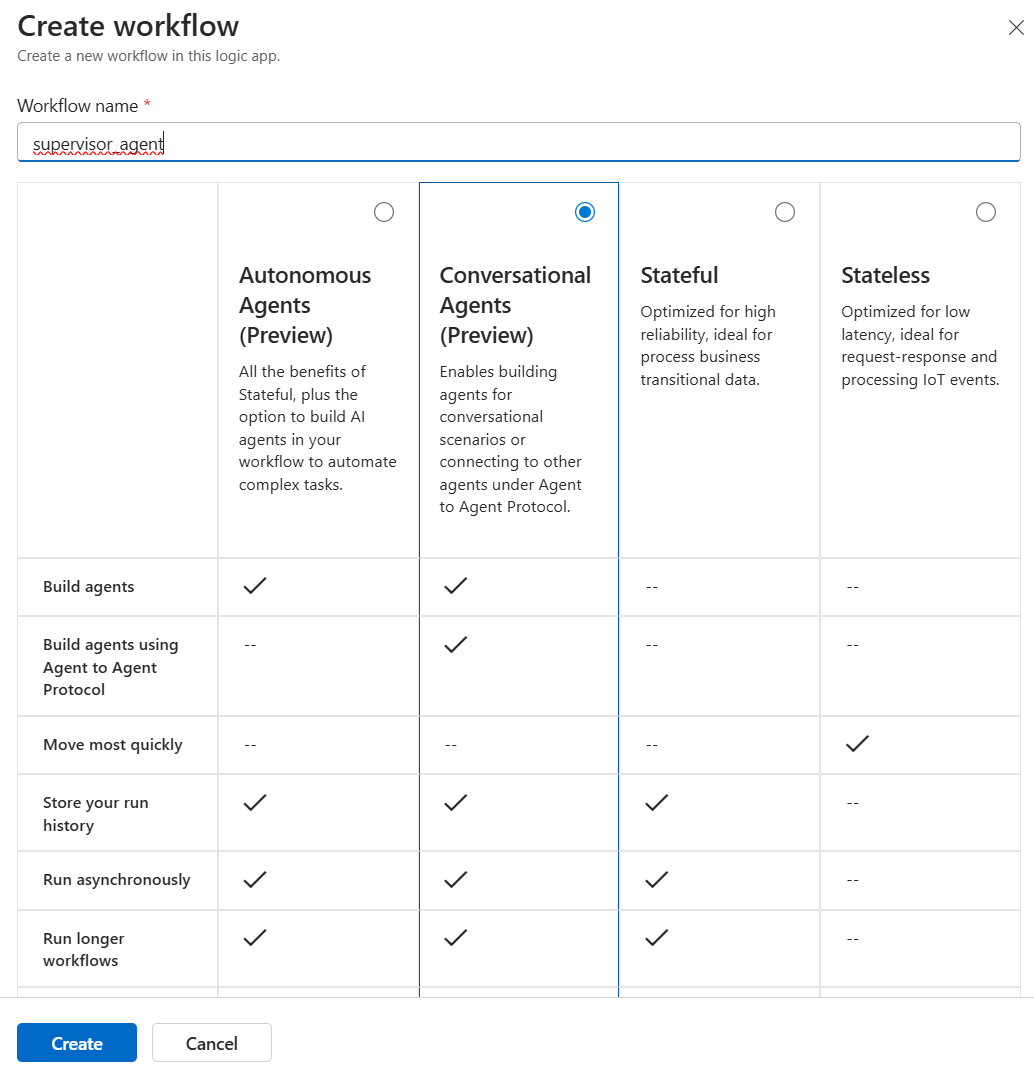 Create workflow
Create a new workflow in this logic app.
Workflow name *
supervisor_agent
Autonomous
Agents
(Preview)
All the benefits of
Stateful, plus the
option to build AI
agents in your
workflow to automate
complex tasks.
Conversational
Agents
(Preview)
Enables building
agents for
conversational
scenarios or
connecting to other
agents under Agent
to Agent Protocol.
Stateful
Optimized for high
reliability, ideal for
process business
transitional data.
Stateless
Optimized for low
latency, ideal for
request-response and
processing IoT events.
Build agents
-- --
Build agents using
Agent to Agent
Protocol
-- -- --
Move most quickly
-- -- --
Store your run
history
--
Run asynchronously
--
Run longer
workflows
--
Create
Cancel